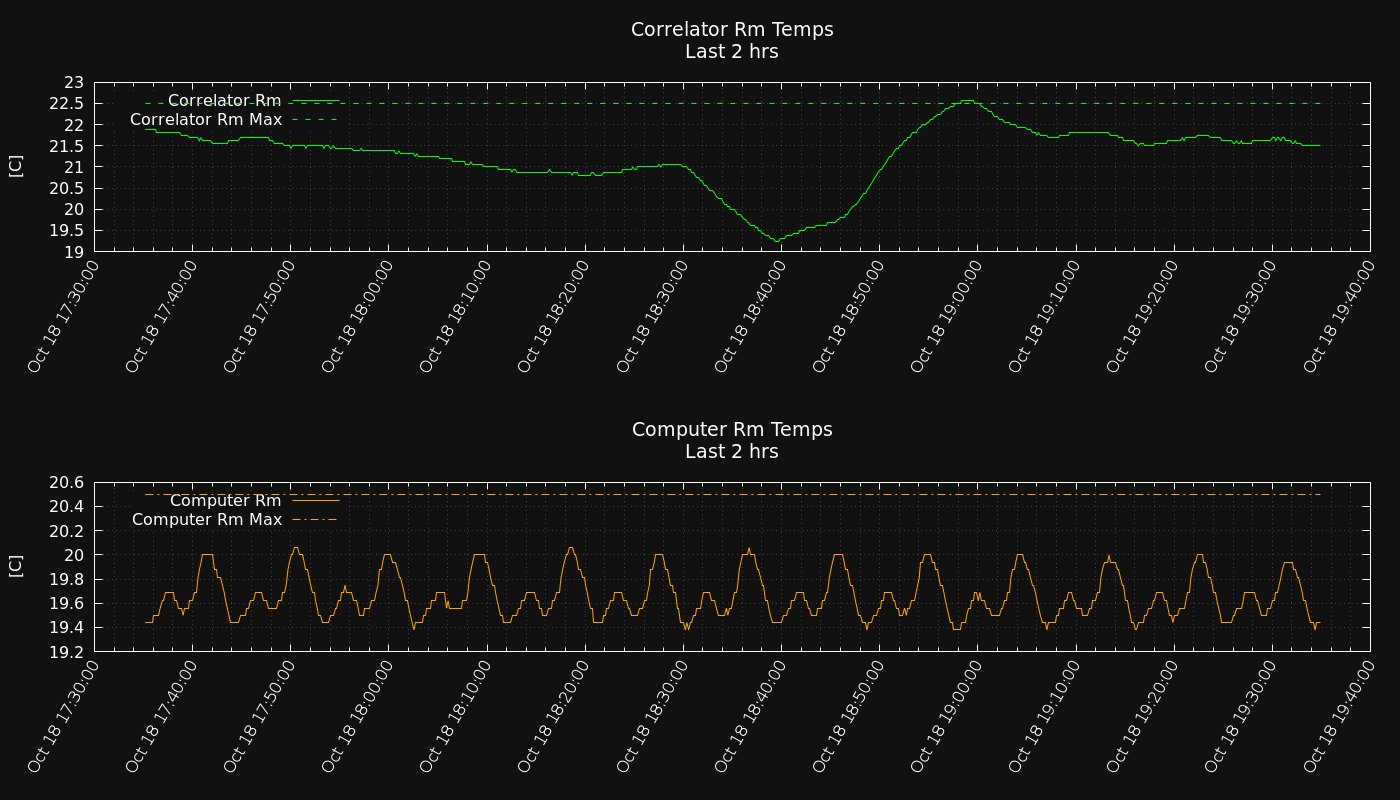 Correlator Rm Temps
Last 2 hrs
23
22.5
22
21.5
21
20.5
20
19.5
19
[C]
Correlator Rm
Correlator Rm Max
Oct 18 17:30:00
Oct 18 17:40:00
Oct 18 17:50:00
Oct 18 18:00:00
Oct 18 18:10:00
Oct 18 18:20:00
Oct 18 18:30:00
Oct 18 18:40:00
Oct 18 18:50:00
Oct 18 19:00:00
Oct 18 19:10:00
Oct 18 19:20:00
Oct 18 19:30:00
Oct 18 19:40:00
Computer Rm Temps
Last 2 hrs
20.6
20.4
20.2
20
19.8
19.6
19.4
19.2
[C]
Computer Rm
Computer Rm Max
Oct 18 17:30:00
Oct 18 17:40:00
Oct 18 17:50:00
Oct 18 18:00:00
Oct 18 18:10:00
Oct 18 18:20:00
Oct 18 18:30:00
Oct 18 18:40:00
Oct 18 18:50:00
Oct 18 19:00:00
Oct 18 19:10:00
Oct 18 19:20:00
Oct 18 19:30:00
Oct 18 19:40:00